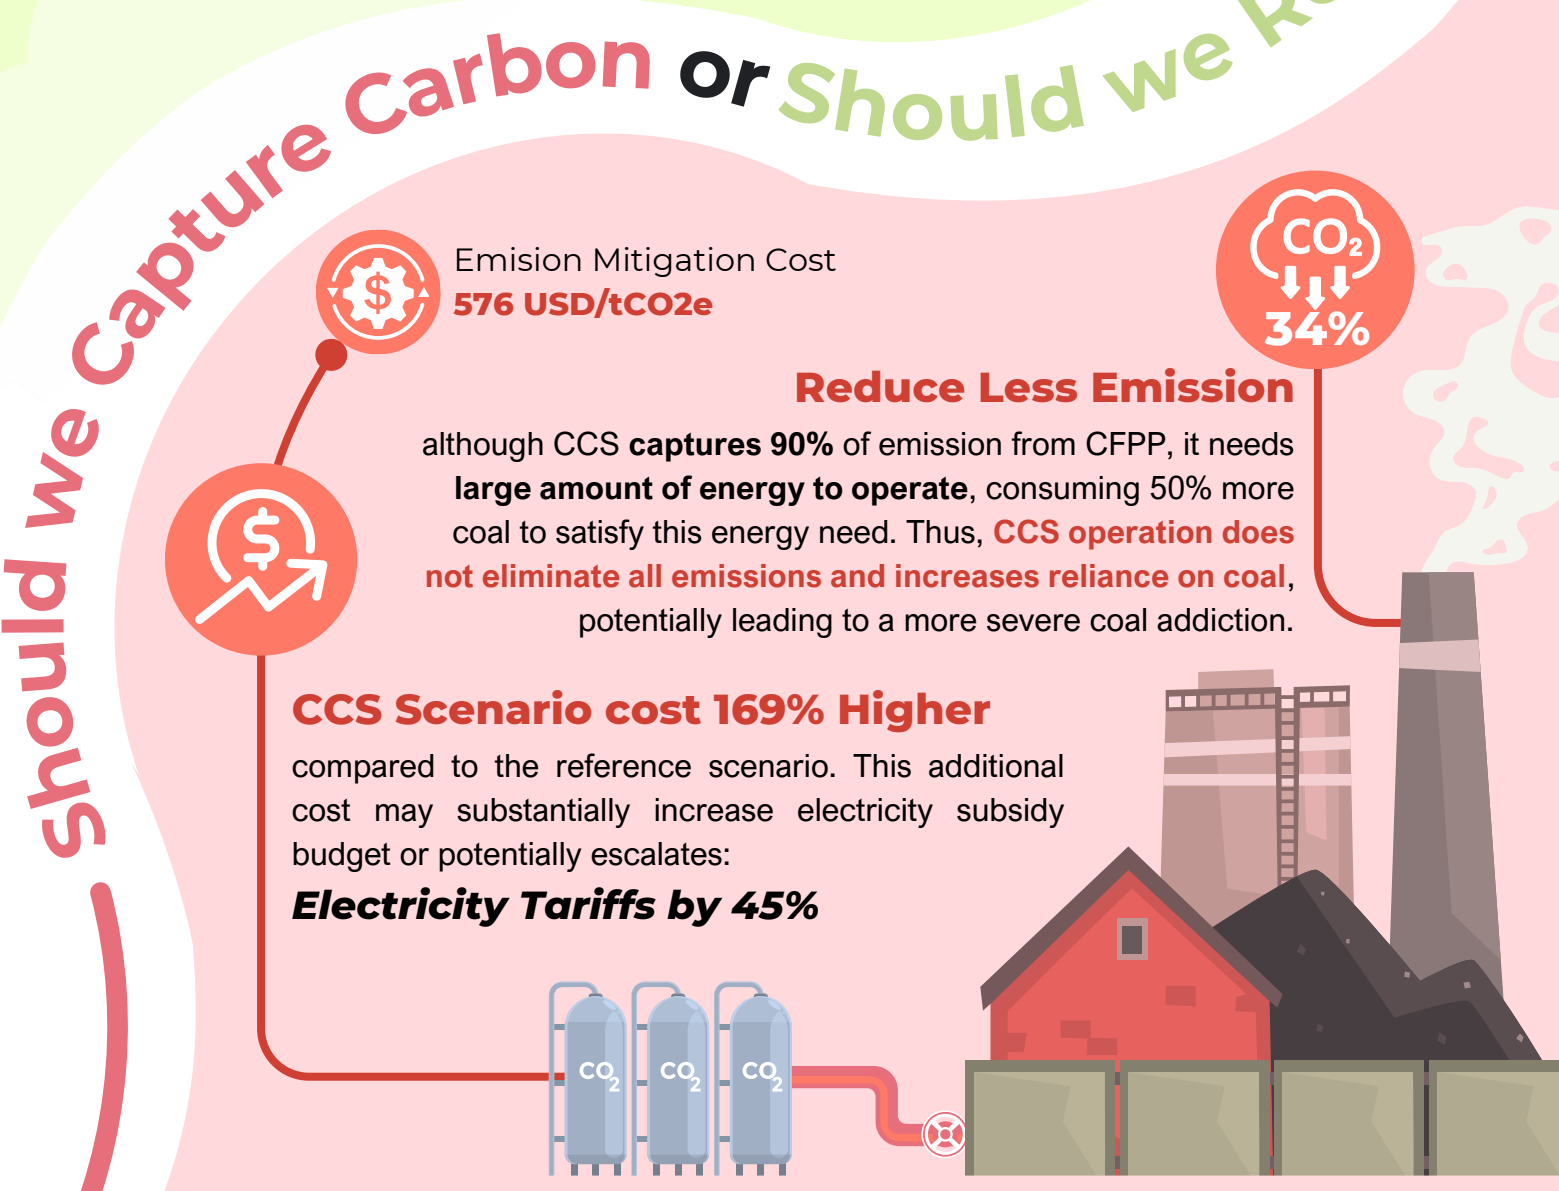 Should we Capture Carbon or Should we
Emision Mitigation Cost
576 USD/tCO2e
CO2
34%
Reduce Less Emission
although CCS captures 90% of emission from CFPP, it needs
large amount of energy to operate, consuming 50% more
coal to satisfy this energy need. Thus, CCS operation does
not eliminate all emissions and increases reliance on coal,
potentially leading to a more severe coal addiction.
$
$
CCS Scenario cost 169% Higher
compared to the reference scenario. This additional
cost may substantially increase electricity subsidy
budget or potentially escalates:
Electricity Tariffs by 45%
CO2
CO2
CO2